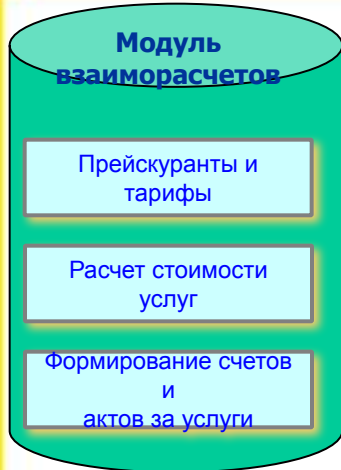 Модуль
взаиморасчетов
Прейскуранты и
тарифы
Расчет стоимости
услуг
Формирование счетов
и
актов за услуги